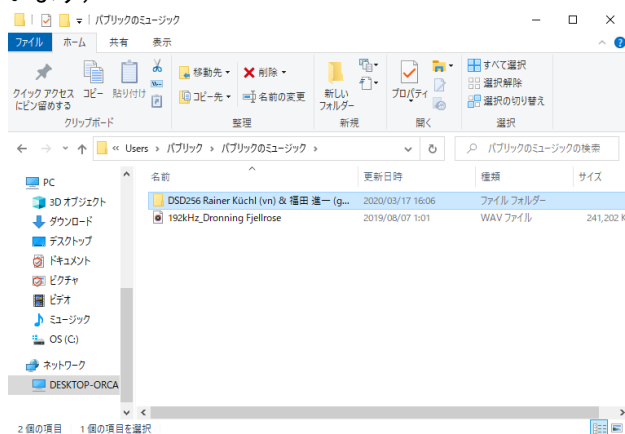 パブリックのミュージック
ファイル ホーム 共有 表示
クイック アクセスにピン留めする
コピー
貼り付け
クリップボード
移動先
コピー先
削除
名前の変更
整理
新しいフォルダー
新規
プロパティ
開く
すべて選択
選択解除
選択の切り替え
選択
« Users › パブリック › パブリックのミュージック ›
パブリックのミュージックの検索
PC
3D オブジェクト
ダウンロード
デスクトップ
ドキュメント
ピクチャ
ビデオ
ミュージック
OS (C:)
ネットワーク
DESKTOP-ORCA
名前 更新日時 種類 サイズ
DSD256 Rainer Küchl (vn) & 福田 進一 (g... 2020/03/17 16:06 ファイル フォルダー
192kHz_Dronning Fjellrose 2019/08/07 1:01 WAV ファイル 241,202 K
2 個の項目 1 個の項目を選択